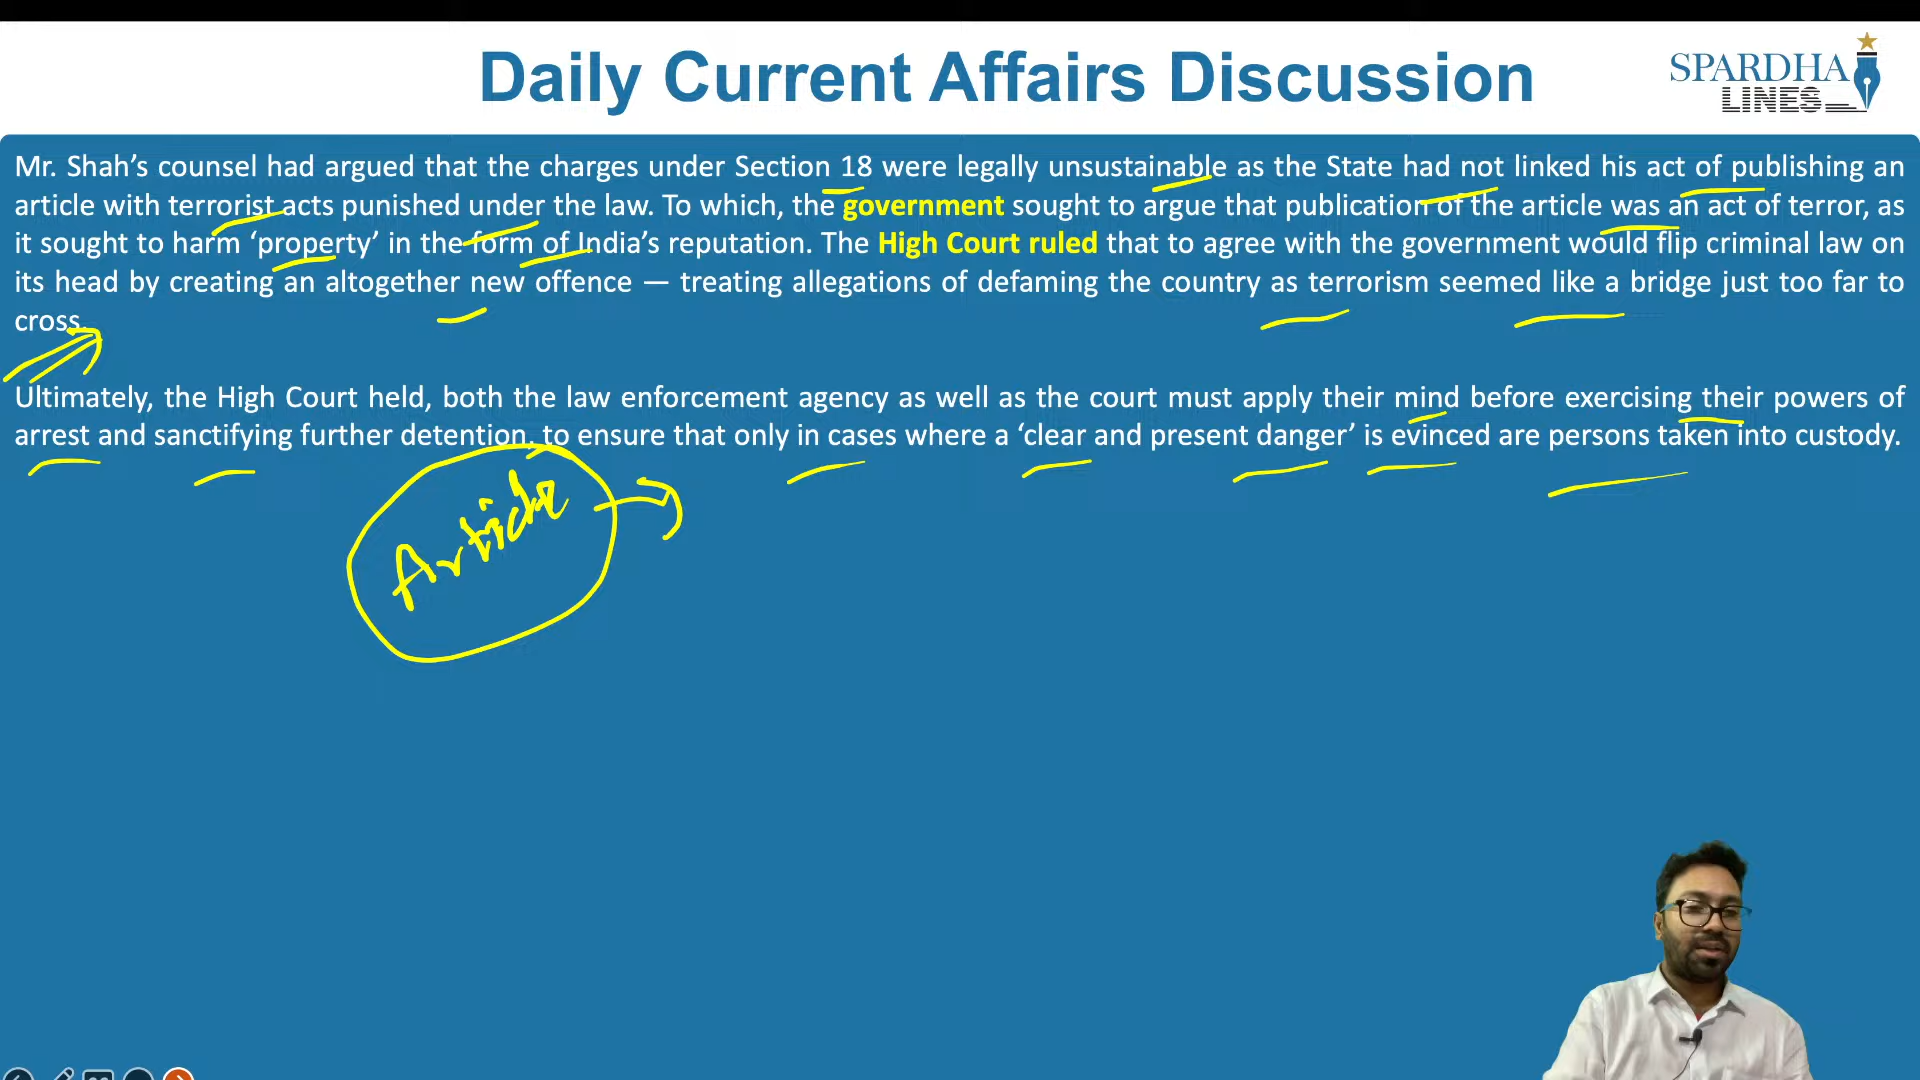 Daily Current Affairs Discussion
SPARDHA
LINES
Mr. Shah’s counsel had argued that the charges under Section 18 were legally unsustainable as the State had not linked his act of publishing an
article with terrorist acts punished under the law. To which, the government sought to argue that publication of the article was an act of terror, as
it sought to harm ‘property’ in the form of India’s reputation. The High Court ruled that to agree with the government would flip criminal law on
its head by creating an altogether new offence — treating allegations of defaming the country as terrorism seemed like a bridge just too far to
cross.
Ultimately, the High Court held, both the law enforcement agency as well as the court must apply their mind before exercising their powers of
arrest and sanctifying further detention, to ensure that only in cases where a ‘clear and present danger’ is evinced are persons taken into custody.
Article